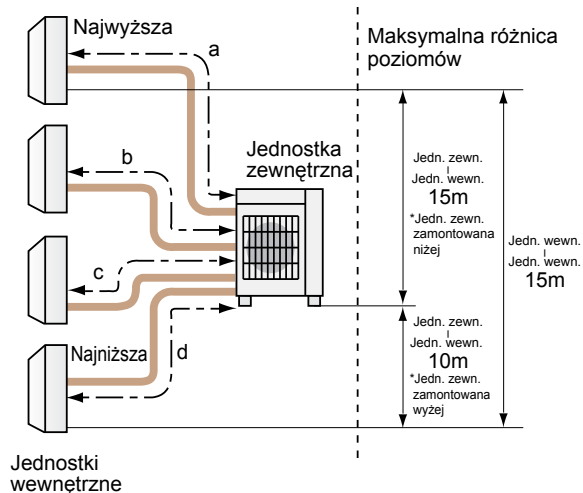 Najwyższa
a
Maksymalna różnica
poziomów
b
Jednostka
zewnętrzna
Jedn. zewn.
Jedn. wewn.
15m
*Jedn. zewn.
zamontowana
niżej
Jedn. wewn.
Jedn. wewn.
15m
c
Najniższa
d
Jedn. zewn.
Jedn. wewn.
10m
*Jedn. zewn.
zamontowana
wyżej
Jednostki
wewnętrzne